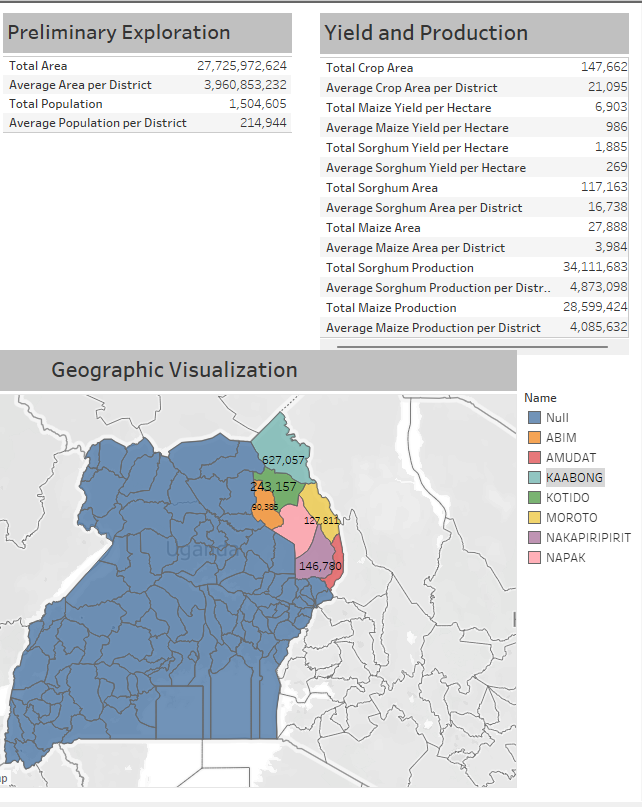 Preliminary Exploration
Total Area 27,725,972,624
Average Area per District 3,960,853,232
Total Population 1,504,605
Average Population per District 214,944
Yield and Production
Total Crop Area 147,662
Average Crop Area per District 21,095
Total Maize Yield per Hectare 6,903
Average Maize Yield per Hectare 986
Total Sorghum Yield per Hectare 1,885
Average Sorghum Yield per Hectare 269
Total Sorghum Area 117,163
Average Sorghum Area per District 16,738
Total Maize Area 27,888
Average Maize Area per District 3,984
Total Sorghum Production 34,111,683
Average Sorghum Production per Distr.. 4,873,098
Total Maize Production 28,599,424
Average Maize Production per District 4,085,632
Geographic Visualization
627,057
243,157
90,385
127,811
Uganda
146,780
Name
Null
ABIM
AMUDAT
KAABONG
KOTIDO
MOROTO
NAKAPIRIPIRIT
NAPAK